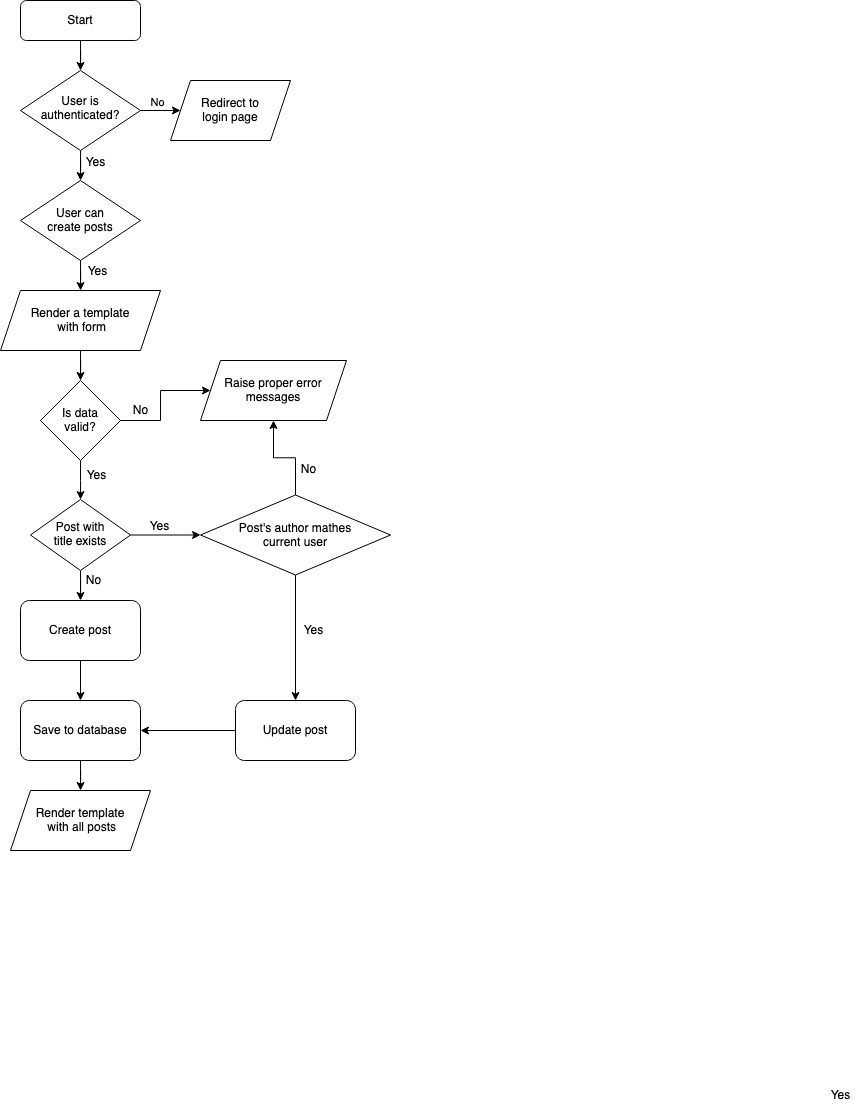 Start
User is
authenticated?
No
Redirect to
login page
Yes
User can
create posts
Yes
Render a template
with form
Is data
valid?
No
Raise proper error
messages
Yes
No
Post with
title exists
Yes
Post's author mathes
current user
No
Create post
Yes
Save to database
Update post
Render template
with all posts
Yes